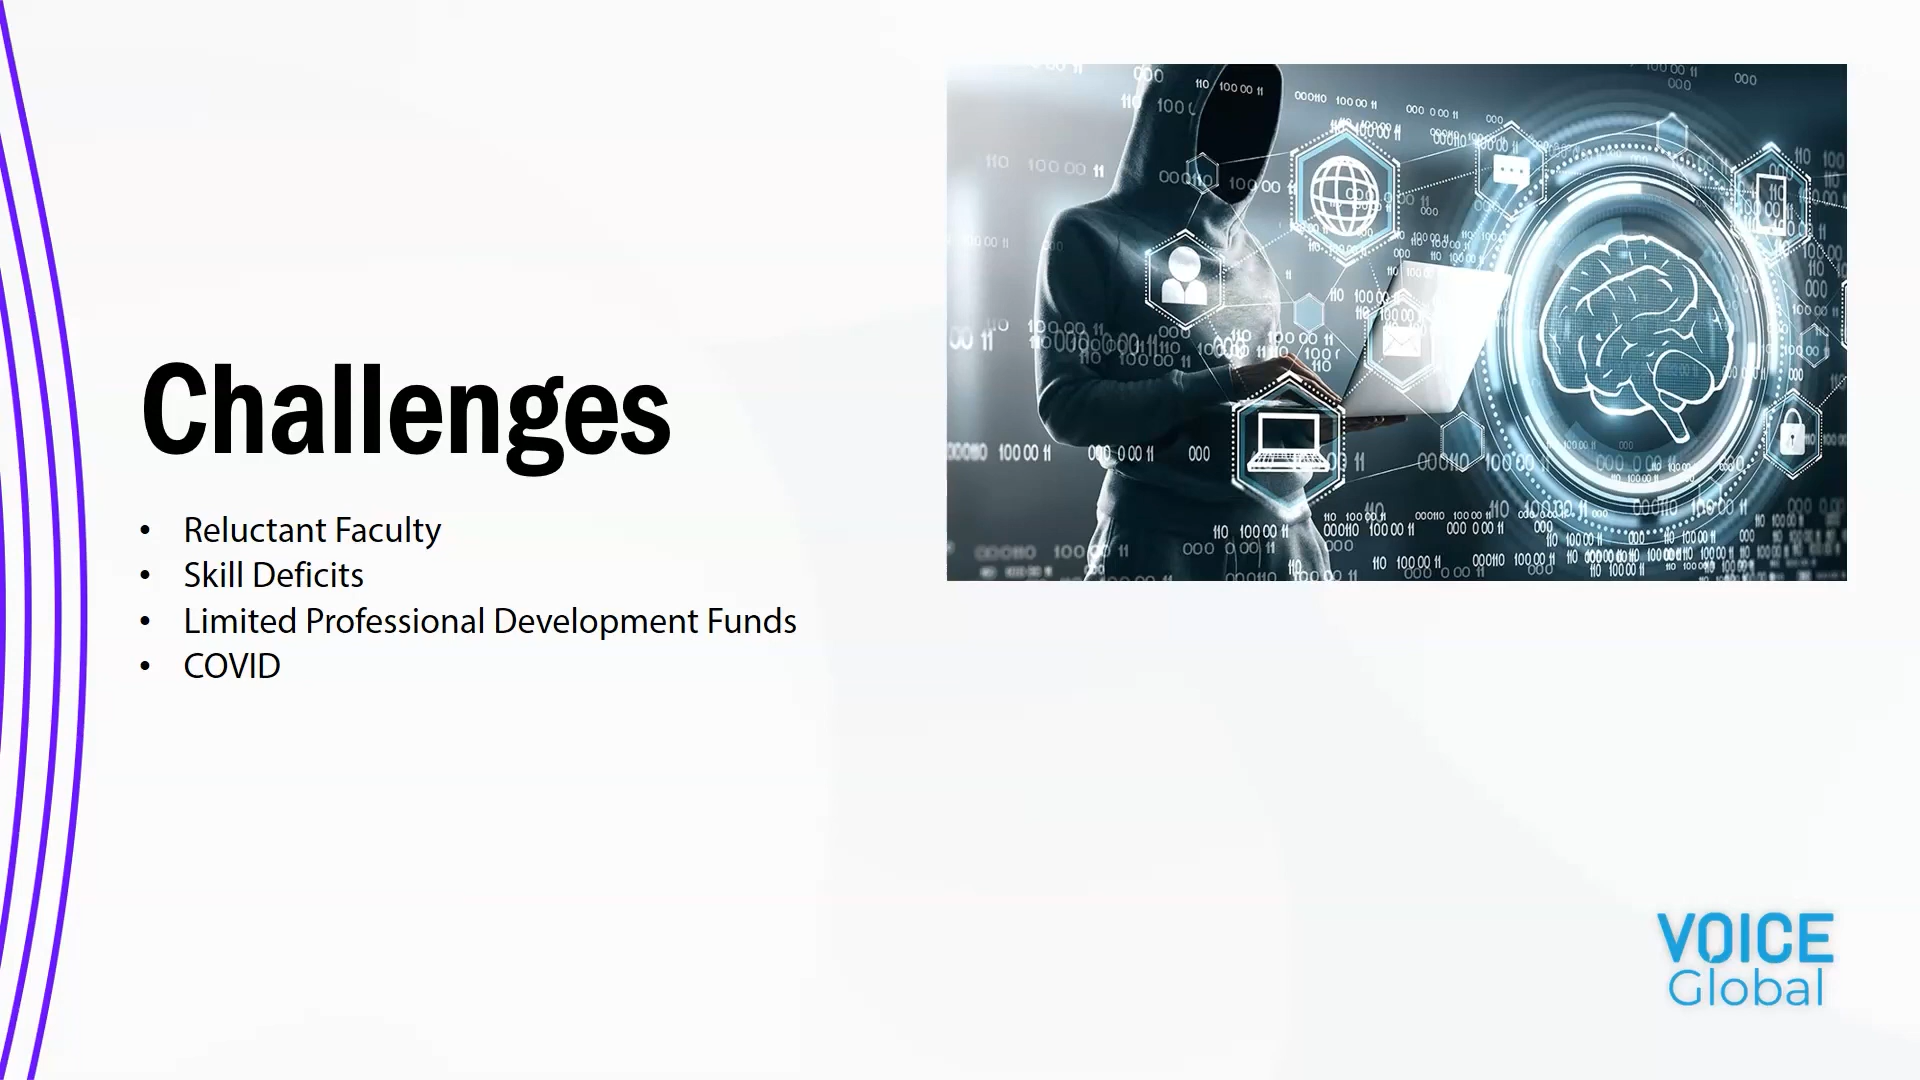 Challenges
• Reluctant Faculty
• Skill Deficits
• Limited Professional Development Funds
• COVID
VOICE
Global